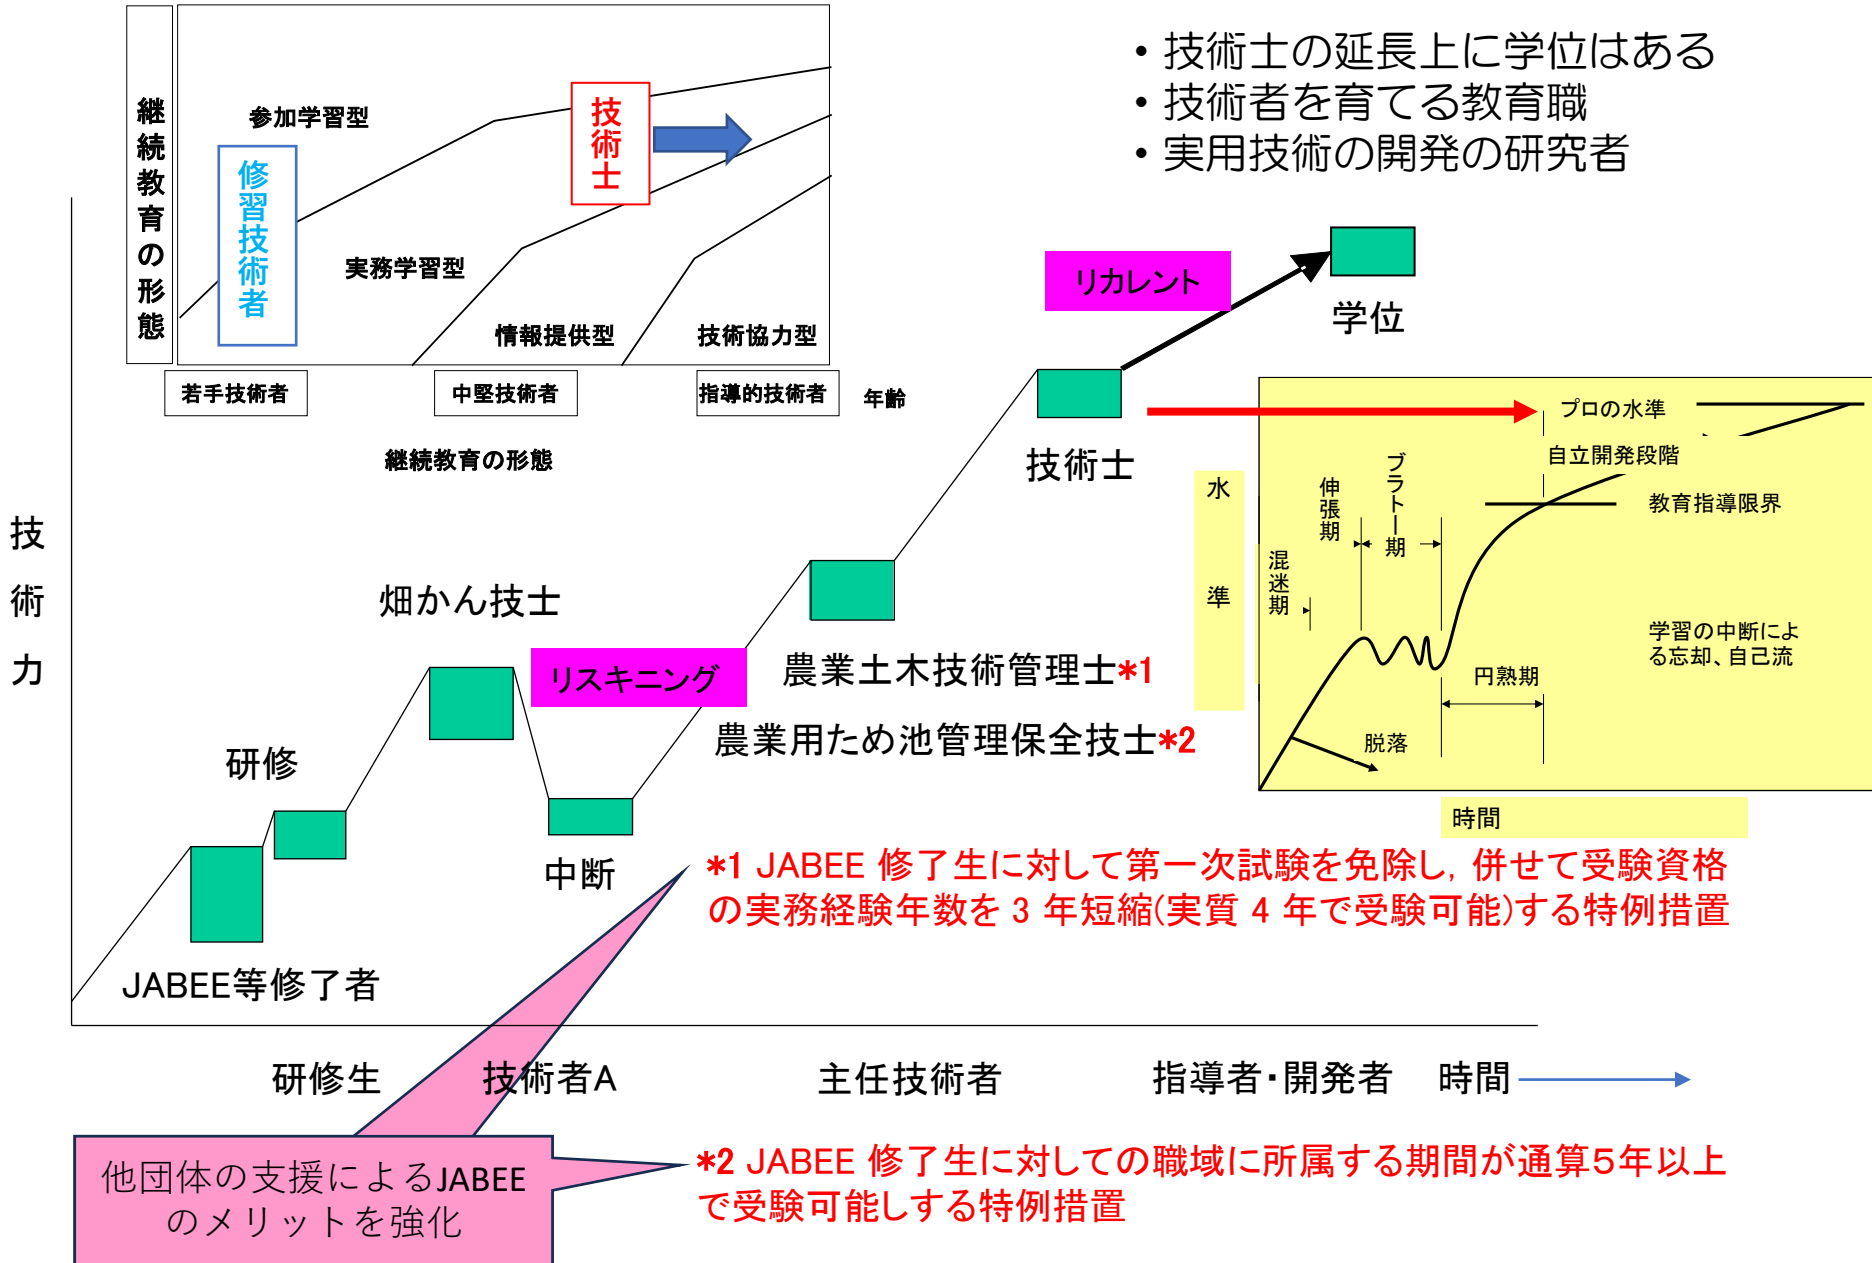 ・技術士の延長上に学位はある
・技術者を育てる教育職
・実用技術の開発の研究者
継続教育の形態
参加学習型
修習技術者
技術士
実務学習型
情報提供型
技術協力型
若手技術者
中堅技術者
指導的技術者
年齢
継続教育の形態
リカレント
学位
技術士
技術力
畑かん技士
リスキニング
農業土木技術管理士*1
農業用ため池管理保全技士*2
研修
中断
JABEE等修了者
水準
プロの水準
自立開発段階
教育指導限界
プラトー期
伸張期
混迷期
学習の中断によ
る忘却、自己流
円熟期
脱落
時間
*1 JABEE 修了生に対して第一次試験を免除し，併せて受験資格
の実務経験年数を 3 年短縮(実質 4 年で受験可能)する特例措置
研修生
技術者A
主任技術者
指導者・開発者
時間
他団体の支援によるJABEE
のメリットを強化
*2 JABEE 修了生に対しての職域に所属する期間が通算5年以上
で受験可能しする特例措置